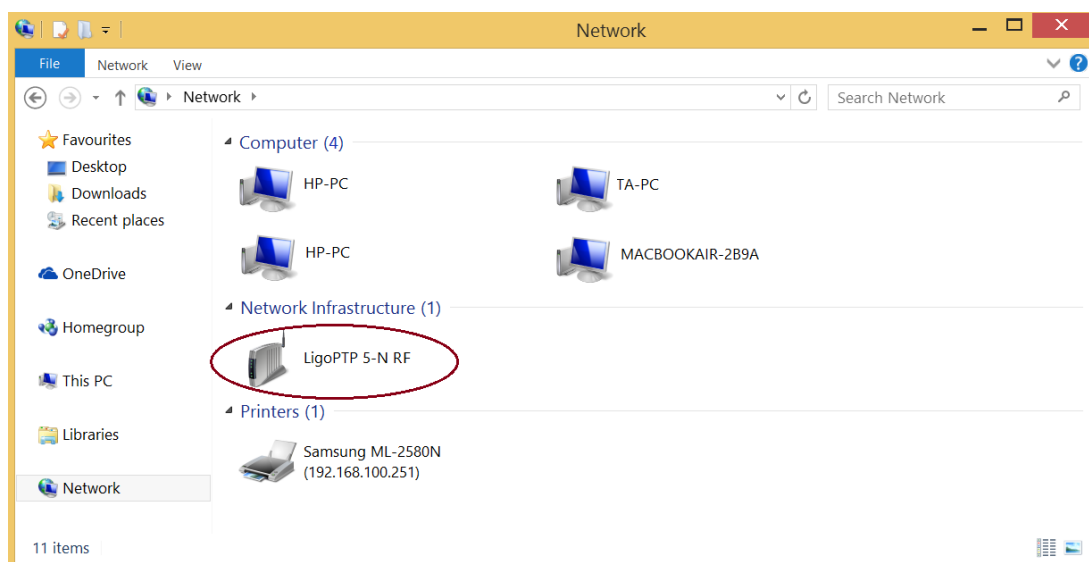 Network
File Network View
Network
Search Network
Favourites
Desktop
Downloads
Recent places
OneDrive
Homegroup
This PC
Libraries
Network
Computer (4)
HP-PC
TA-PC
HP-PC
MACBOOKAIR-2B9A
Network Infrastructure (1)
LigoPTP 5-N RF
Printers (1)
Samsung ML-2580N
(192.168.100.251)
11 items